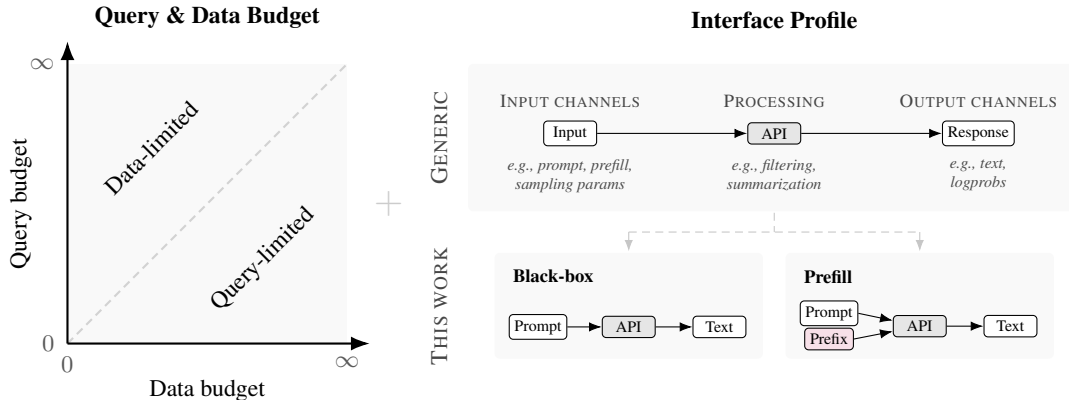 Query & Data Budget
∞
Query budget
Data-limited
Query-limited
0
0
∞
Data budget
+
Interface Profile
GENERIC
INPUT CHANNELS
PROCESSING
OUTPUT CHANNELS
Input
API
Response
e.g., prompt, prefill,
sampling params
e.g., filtering,
summarization
e.g., text,
logprobs
THIS WORK
Black-box
Prompt
API
Text
Prefill
Prompt
Prefix
API
Text